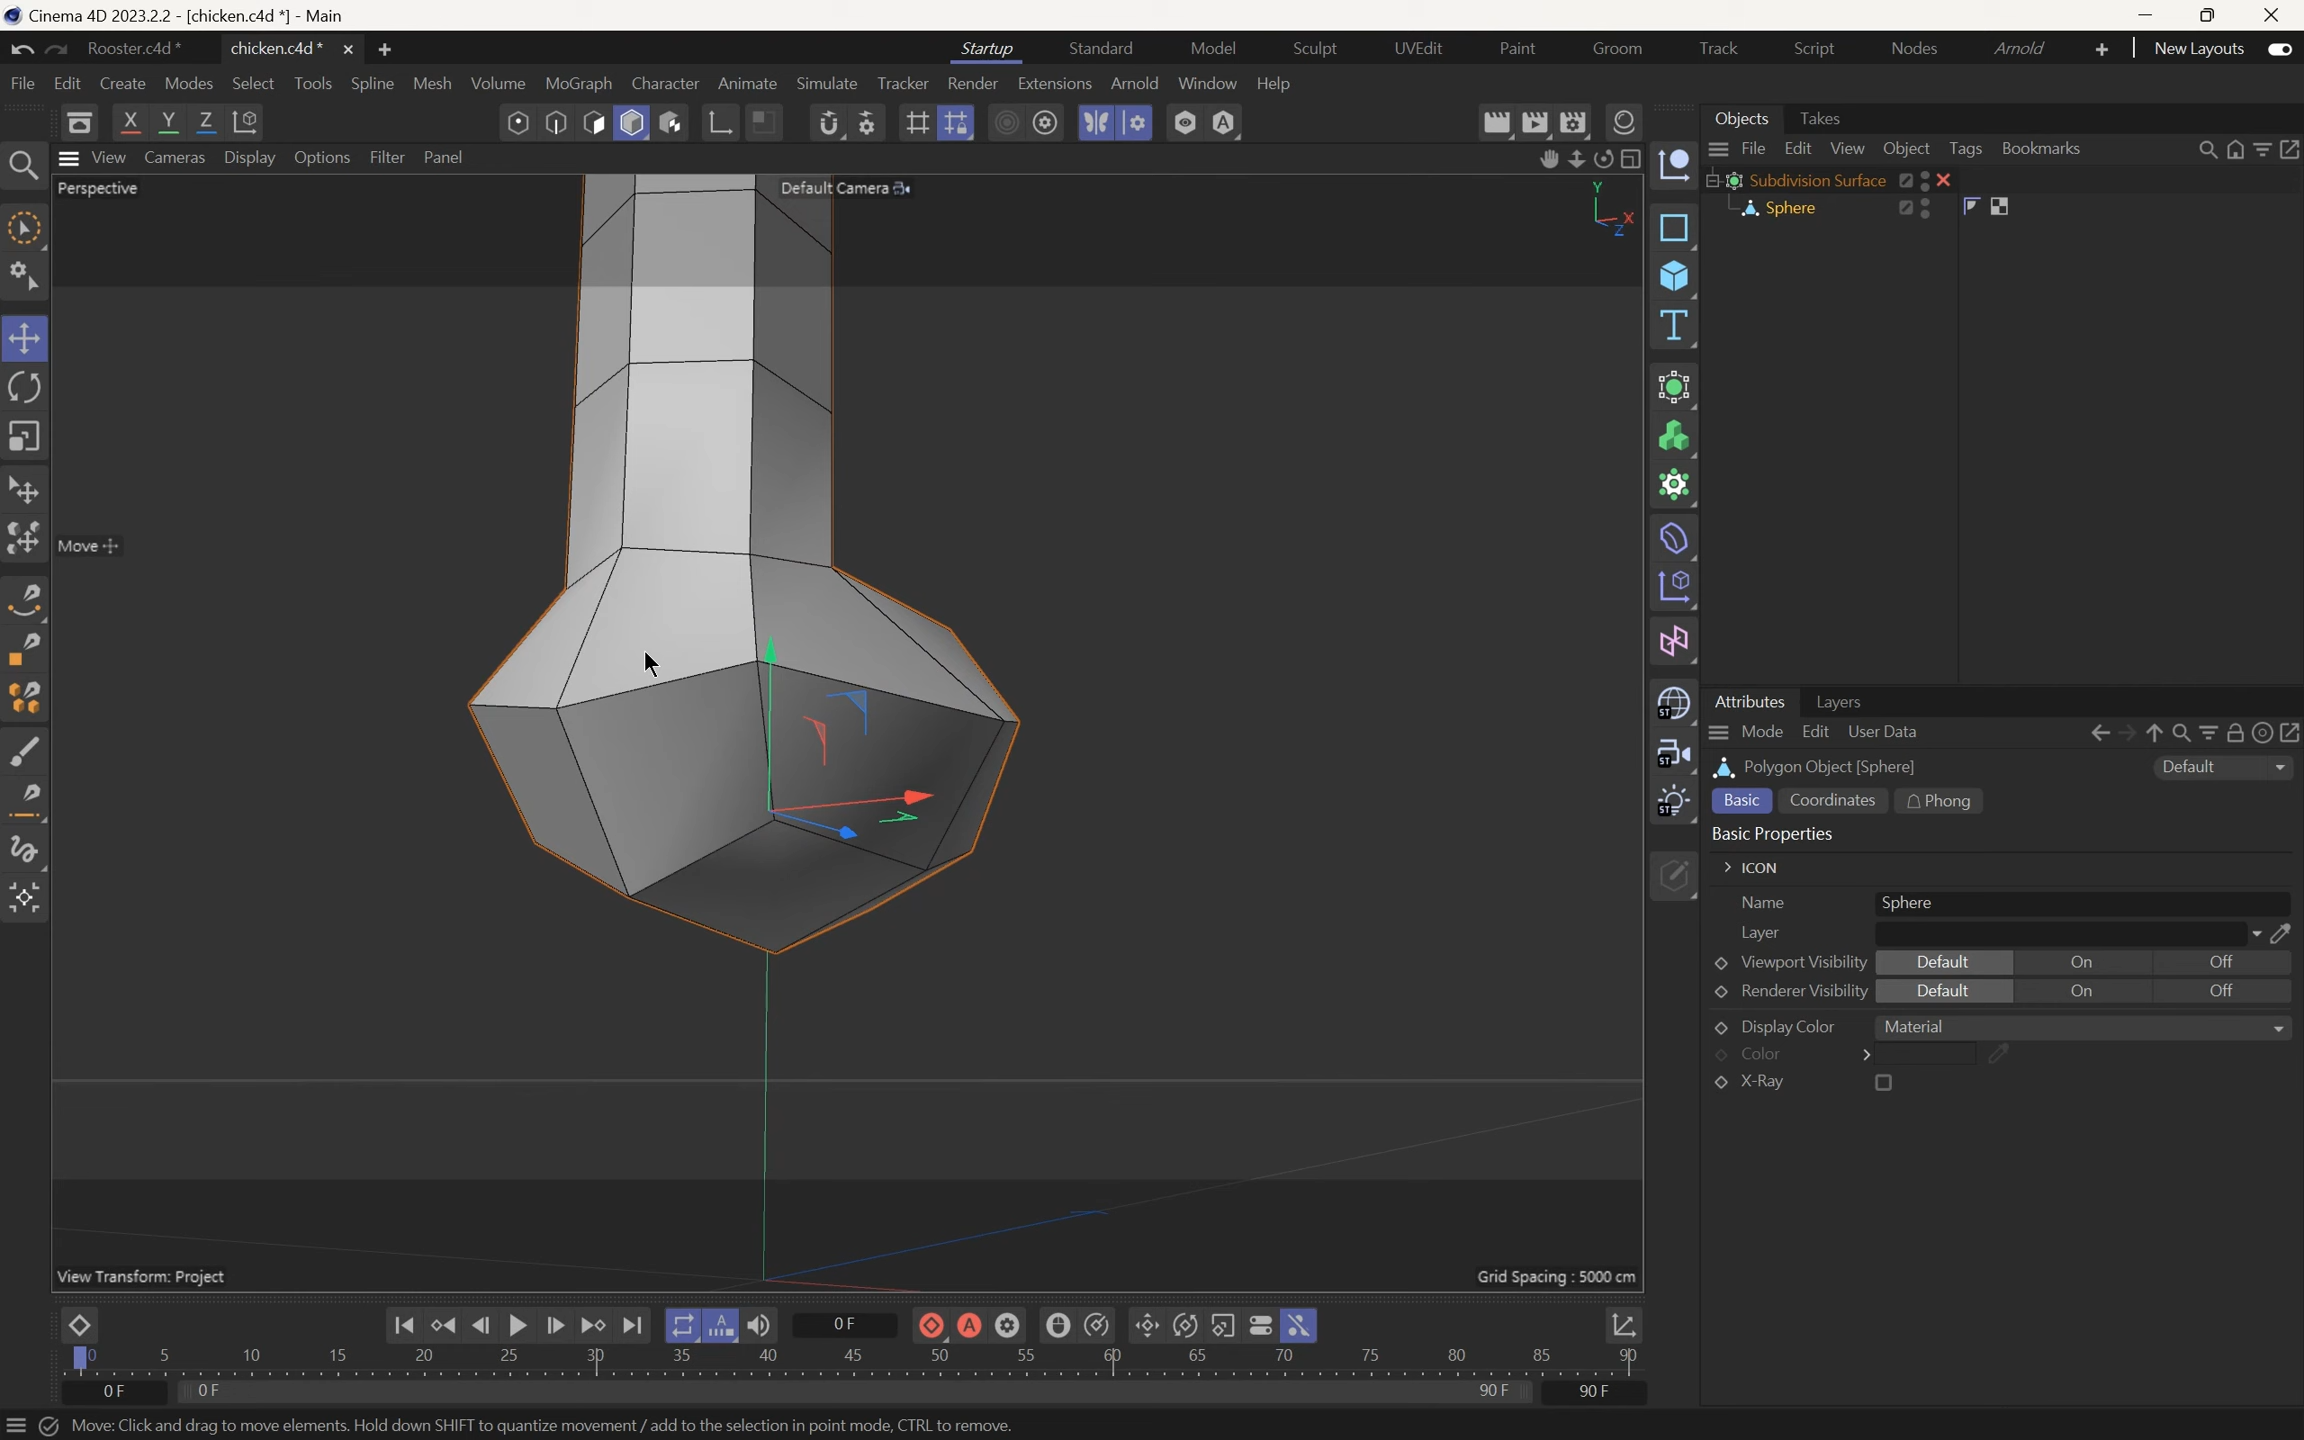 Cinema 4D 2023.2.2 - [chicken.c4d *] - Main
Rooster.c4d *
chicken.c4d *
Startup
Standard
Model
Sculpt
UVEdit
Paint
Groom
Track
Script
Nodes
Arnold
New Layouts
File Edit Create Modes Select Tools Spline Mesh Volume MoGraph Character Animate Simulate Tracker Render Extensions Arnold Window Help
X Y Z
A
Objects
Takes
View Cameras Display Options Filter Panel
File Edit View Object Tags Bookmarks
Perspective
Default Camera
Y
X
Z
Subdivision Surface
Sphere
Move
T
ST
ST
ST
Attributes
Layers
Mode Edit User Data
Polygon Object [Sphere]
Default
Basic
Coordinates
Phong
Basic Properties
ICON
Name
Sphere
Layer
Viewport Visibility
Default
On
Off
Renderer Visibility
Default
On
Off
Display Color
Material
Color
X-Ray
View Transform: Project
Grid Spacing : 5000 cm
A
0 F
A
0 5 10 15 20 25 30 35 40 45 50 55 60 65 70 75 80 85 90
0 F
0 F
90 F
90 F
Move: Click and drag to move elements. Hold down SHIFT to quantize movement / add to the selection in point mode, CTRL to remove.